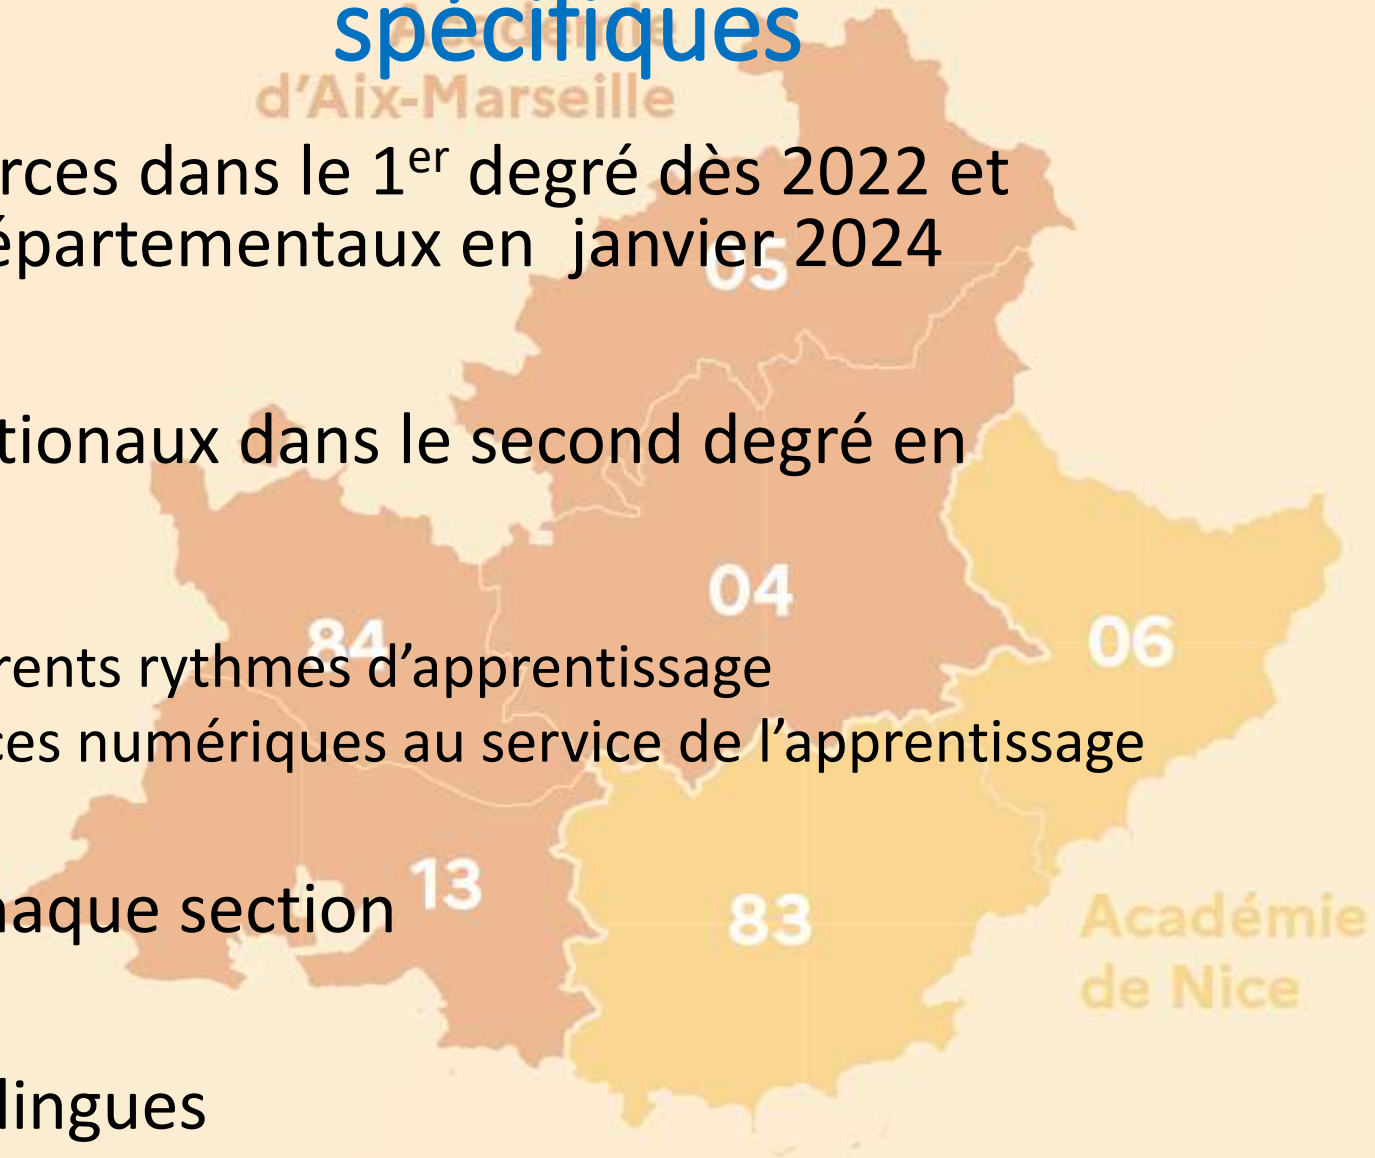 spécifiques
Académie
d'Aix-Marseille
rces dans le 1er degré dès 2022 et
épartementaux en janvier 2024
05
tionaux dans le second degré en
04
84
06
rents rythmes d'apprentissage
ces numériques au service de l'apprentissage
13
haque section
83
Académie
de Nice
lingues